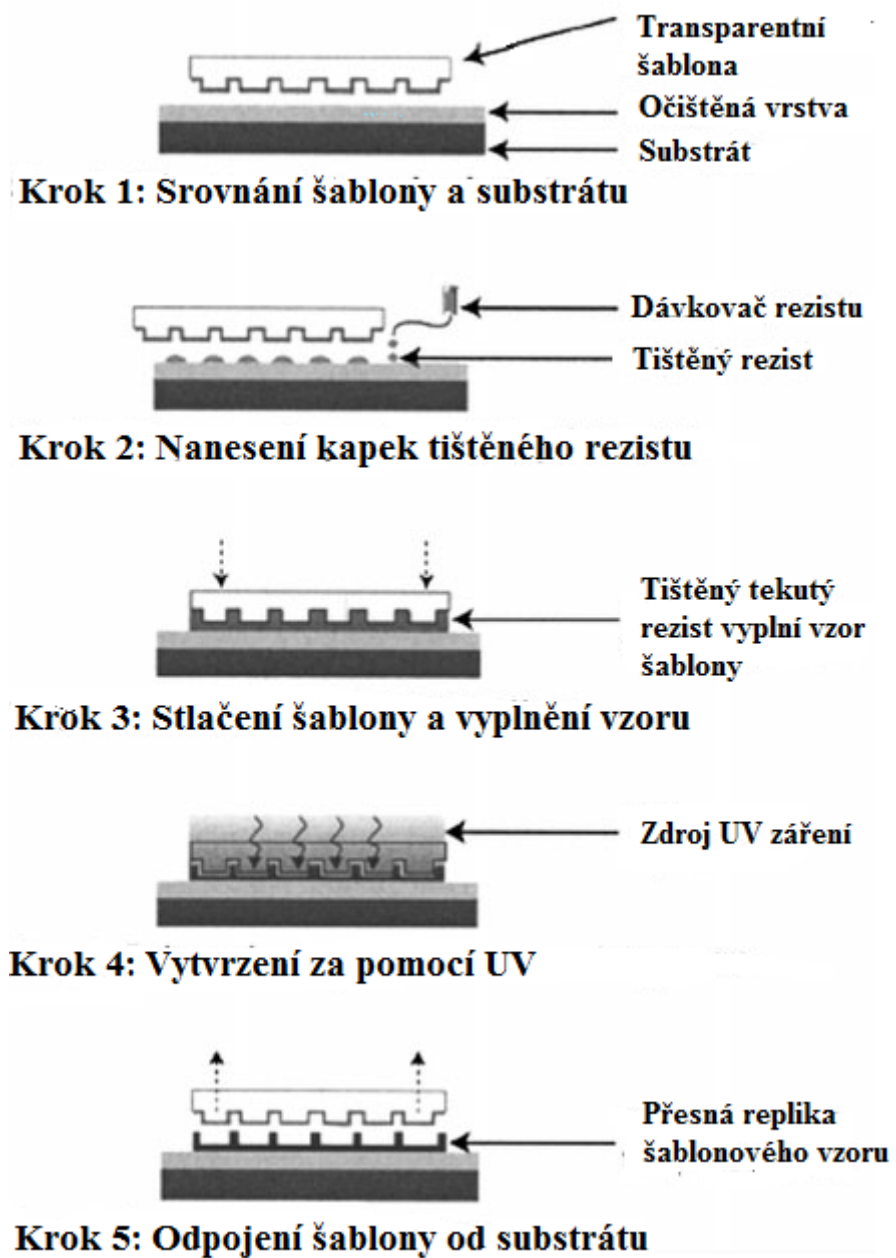 Transparentní
šablona
Očištěná vrstva
Substrát
Krok 1: Srovnání šablony a substrátu
Dávkovač rezistu
Tištěný rezist
Krok 2: Nanesení kapek tištěného rezistu
Tištěný tekutý
rezist vyplní vzor
šablony
Krok 3: Stlačení šablony a vyplnění vzoru
Zdroj UV záření
Krok 4: Vytvrzení za pomocí UV
Přesná replika
šablonového vzoru
Krok 5: Odpojení šablony od substrátu